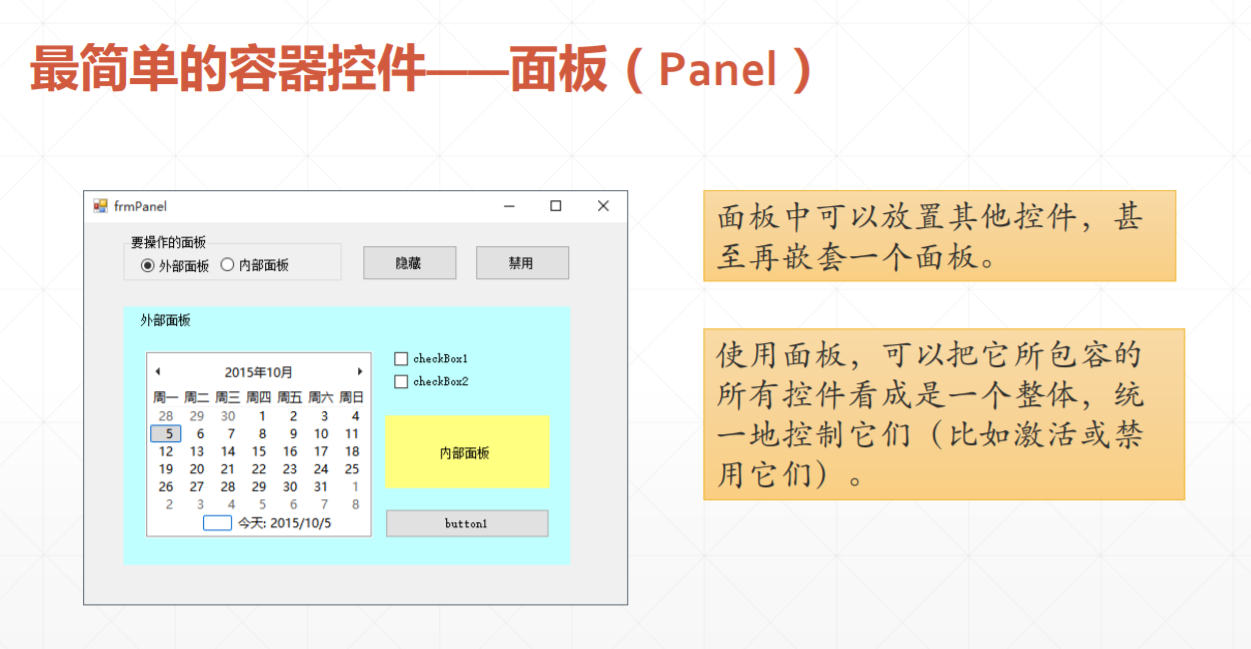 最简单的容器控件——面板（Panel）
frmPanel
要操作的面板
外部面板 内部面板
隐藏
禁用
外部面板
2015年10月
周一 周二 周三 周四 周五 周六 周日
28 29 30 1 2 3 4
5 6 7 8 9 10 11
12 13 14 15 16 17 18
19 20 21 22 23 24 25
26 27 28 29 30 31 1
2 3 4 5 6 7 8
今天: 2015/10/5
checkBox1
checkBox2
内部面板
button1
面板中可以放置其他控件，甚
至再嵌套一个面板。
使用面板，可以把它所包容的
所有控件看成是一个整体，统
一地控制它们（比如激活或禁
用它们）。